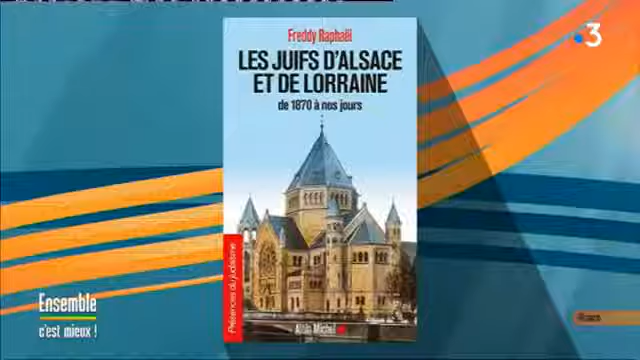 Freddy Raphaël
LES JUIFS D'ALSACE
ET DE LORRAINE
de 1870 à nos jours
Présences du judaïsme
Albin Michel
3
Ensemble
c'est mieux !